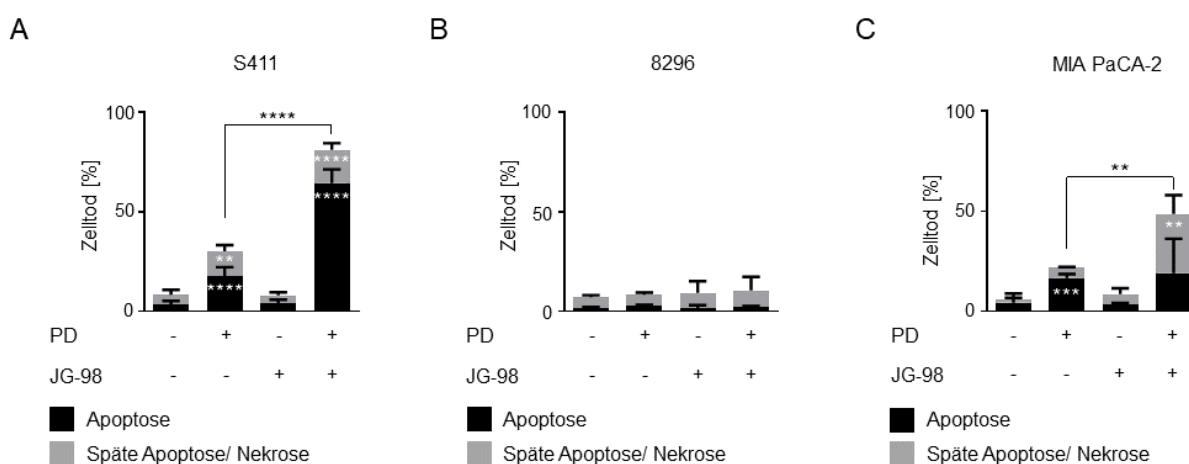 A
S411
100
50
0
Zelltod [%]
****
**
****
****
****
PD - + - +
JG-98 - - + +
Apoptose
Späte Apoptose/ Nekrose
B
8296
100
50
0
Zelltod [%]
PD - + - +
JG-98 - - + +
Apoptose
Späte Apoptose/ Nekrose
C
MIA PaCA-2
100
50
0
Zelltod [%]
**
***
**
PD - + - +
JG-98 - - + +
Apoptose
Späte Apoptose/ Nekrose